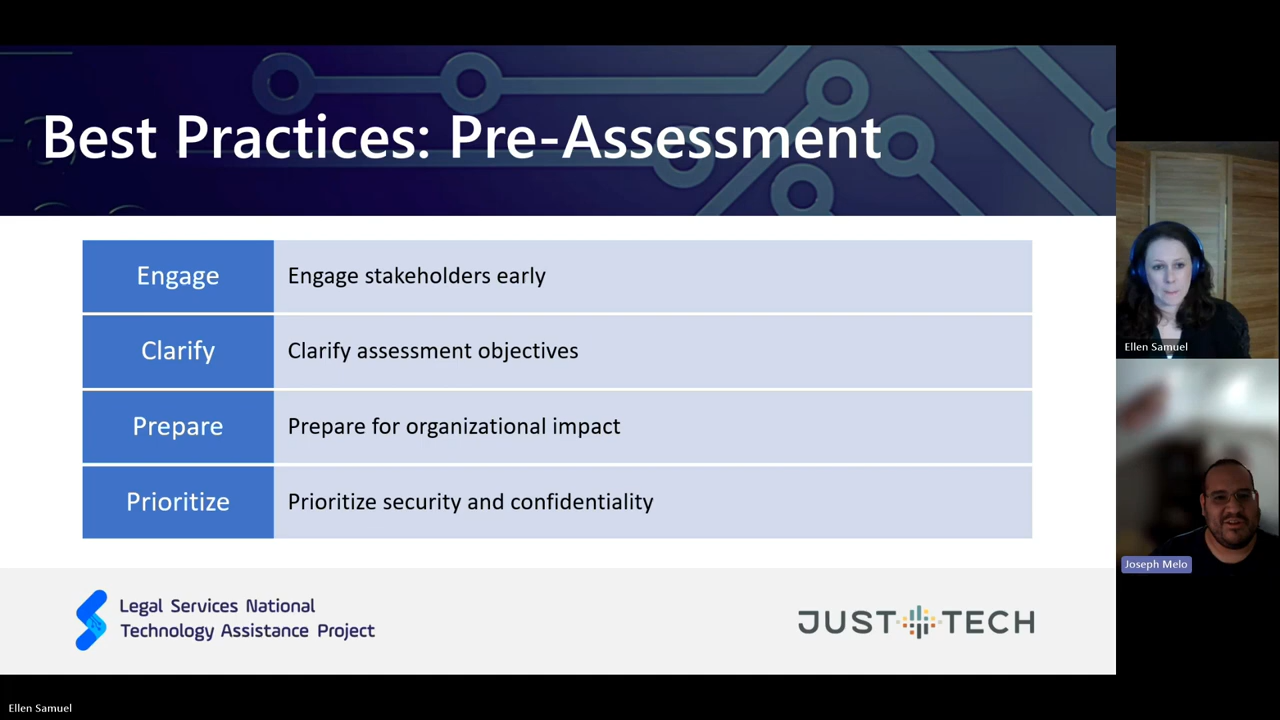 Best Practices: Pre-Assessment
Engage
Engage stakeholders early
Clarify
Clarify assessment objectives
Prepare
Prepare for organizational impact
Prioritize
Prioritize security and confidentiality
Legal Services National
Technology Assistance Project
JUST TECH
Ellen Samuel
Joseph Melo
Ellen Samuel